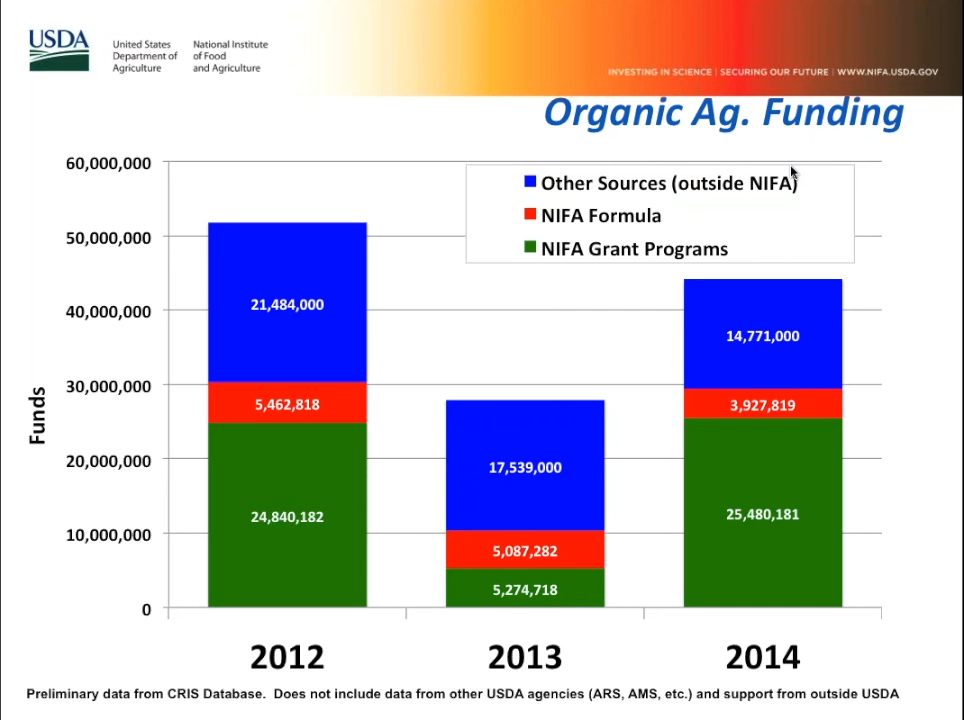 USDA
United States
Department of
Agriculture
National Institute
of Food
and Agriculture
INVESTING IN SCIENCE | SECURING OUR FUTURE | WWW.NIFA.USDA.GOV
Organic Ag. Funding
60,000,000
50,000,000
40,000,000
30,000,000
20,000,000
10,000,000
0
Funds
Other Sources (outside NIFA)
NIFA Formula
NIFA Grant Programs
21,484,000
5,462,818
24,840,182
17,539,000
5,087,282
5,274,718
14,771,000
3,927,819
25,480,181
2012
2013
2014
Preliminary data from CRIS Database. Does not include data from other USDA agencies (ARS, AMS, etc.) and support from outside USDA